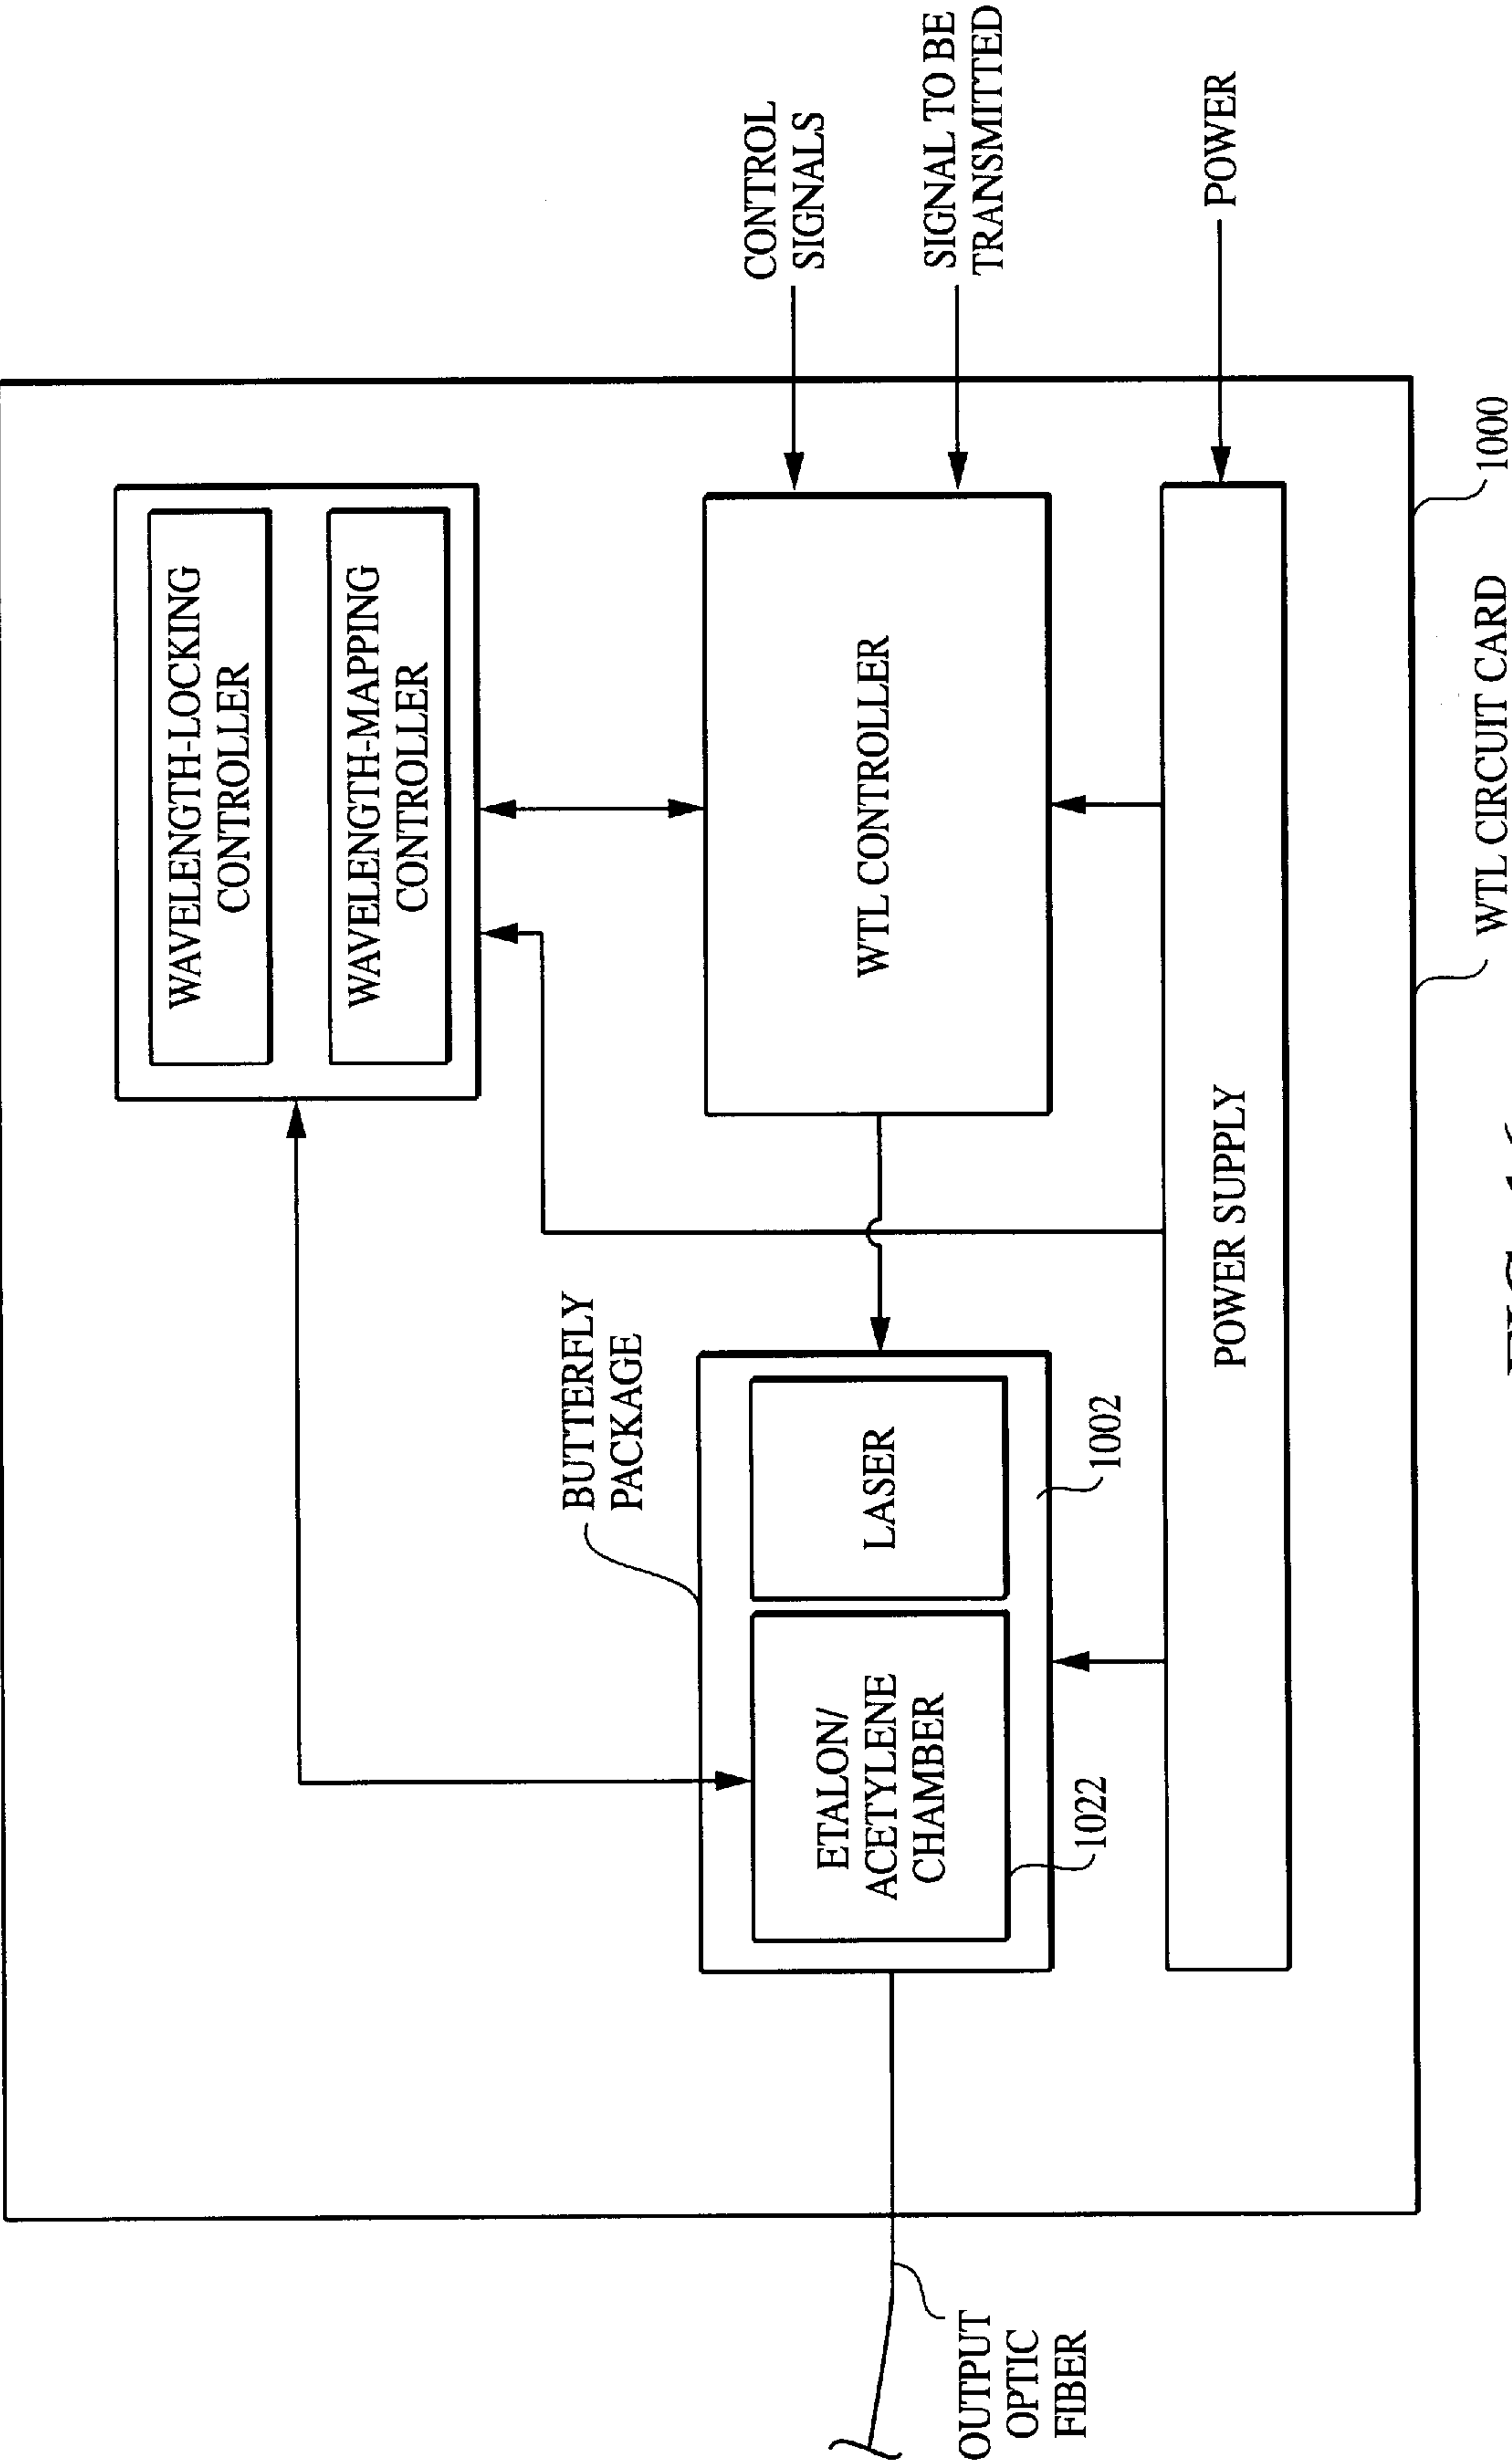 WAVELENGTH-LOCKING
CONTROLLER
WAVELENGTH-MAPPING
CONTROLLER
CONTROL
SIGNALS
SIGNAL TO BE
TRANSMITTED
POWER
BUTTERFLY
PACKAGE
WTL CONTROLLER
LASER
ETALON/
ACETYLENE
CHAMBER
1002
1022
OUTPUT
OPTIC
FIBER
POWER SUPPLY
WTL CIRCUIT CARD
1000